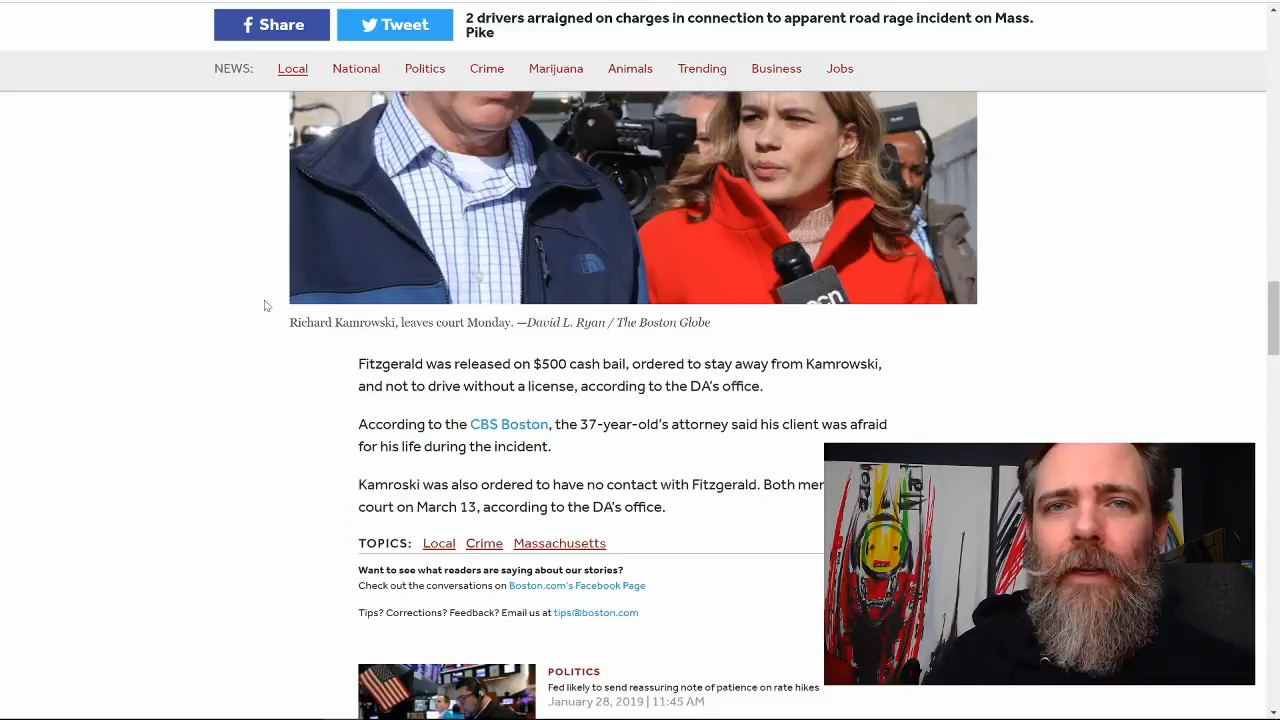 Share
Tweet
2 drivers arraigned on charges in connection to apparent road rage incident on Mass.
Pike
NEWS: Local National Politics Crime Marijuana Animals Trending Business Jobs
Richard Kamrowski, leaves court Monday. —David L. Ryan / The Boston Globe
Fitzgerald was released on $500 cash bail, ordered to stay away from Kamrowski,
and not to drive without a license, according to the DA's office.
According to the CBS Boston, the 37-year-old's attorney said his client was afraid
for his life during the incident.
Kamroski was also ordered to have no contact with Fitzgerald. Both
court on March 13, according to the DA's office.
TOPICS: Local Crime Massachusetts
Want to see what readers are saying about our stories?
Check out the conversations on Boston.com's Facebook Page
Tips? Corrections? Feedback? Email us at tips@boston.com
POLITICS
Fed likely to send reassuring note of patience on rate hikes
January 28, 2019 | 11:45 AM